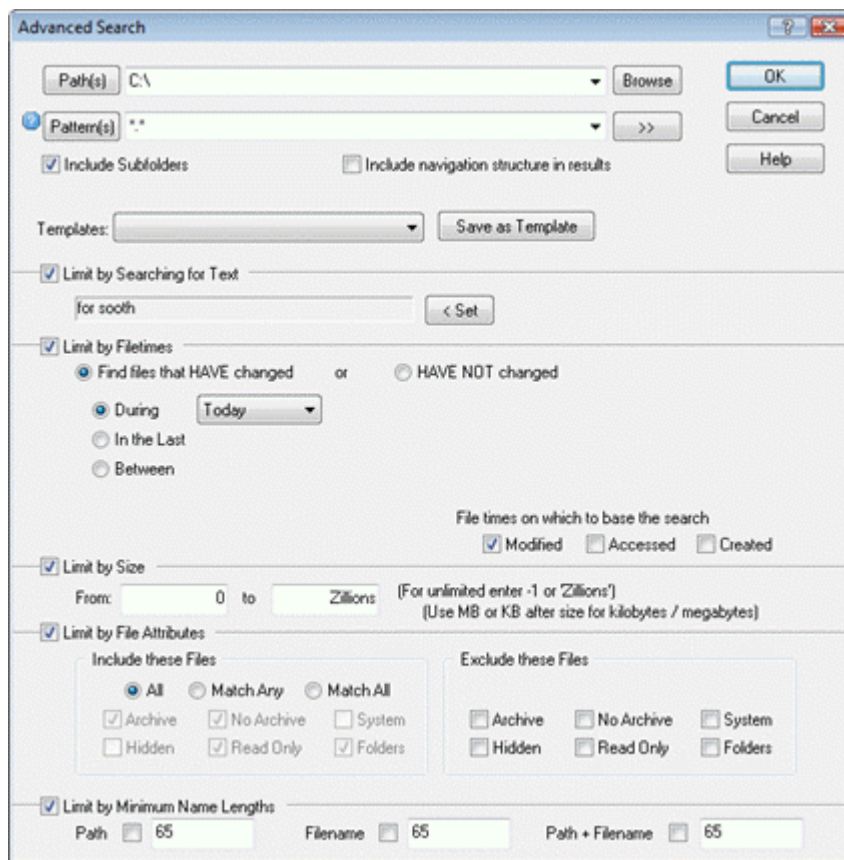 Advanced Search
Path(s) C:\ Browse OK
Pattern(s) *.* >> Cancel
Include Subfolders Include navigation structure in results Help
Templates: Save as Template
Limit by Searching for Text
for sooth < Set
Limit by Filetimes
Find files that HAVE changed or HAVE NOT changed
During Today
In the Last
Between
File times on which to base the search
Modified Accessed Created
Limit by Size
From: 0 to Zillions (For unlimited enter -1 or 'Zillions')
(Use MB or KB after size for kilobytes / megabytes)
Limit by File Attributes
Include these Files Exclude these Files
All Match Any Match All
Archive No Archive System Archive No Archive System
Hidden Read Only Folders Hidden Read Only Folders
Limit by Minimum Name Lengths
Path 65 Filename 65 Path + Filename 65